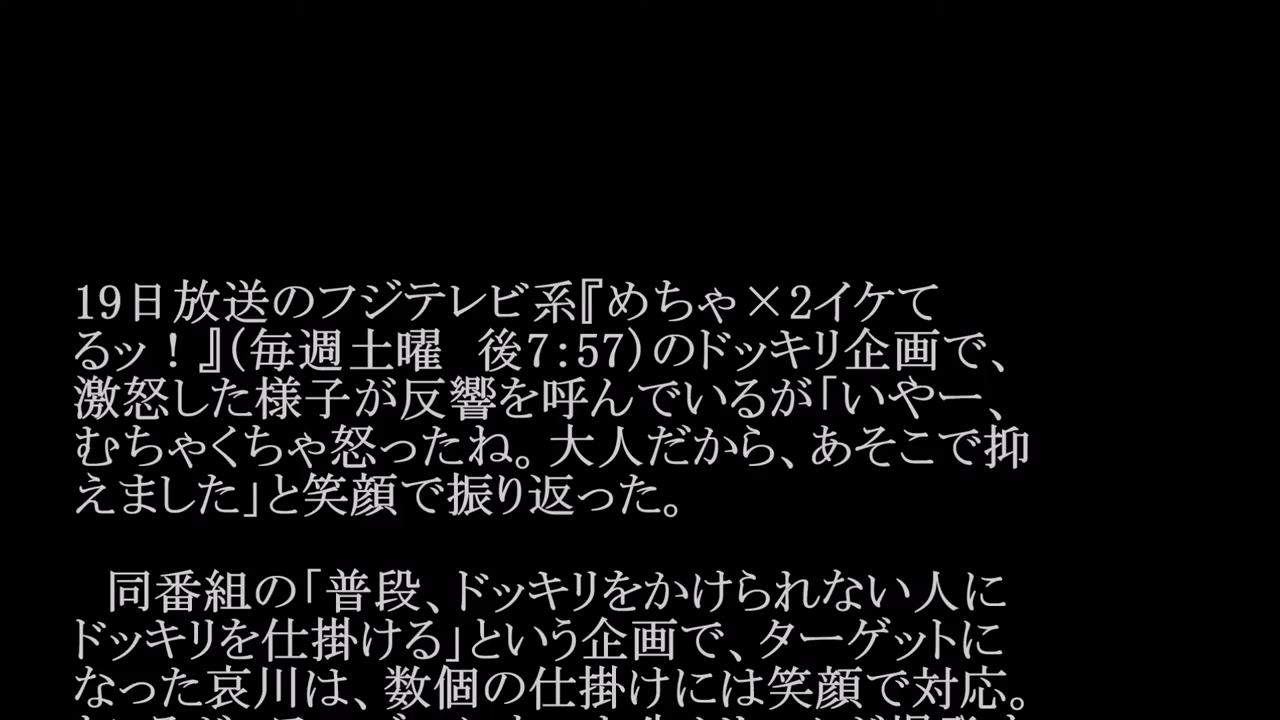 19日放送のフジテレビ系『めちゃ×2イケて
るッ！』(毎週土曜　後7:57)のドッキリ企画で、
激怒した様子が反響を呼んでいるが「いやー、
むちゃくちゃ怒ったね。大人だから、あそこで抑
えました」と笑顔で振り返った。
　同番組の「普段、ドッキリをかけられない人に
ドッキリを仕掛ける」という企画で、ターゲットに
なった哀川は、数個の仕掛けには笑顔で対応。